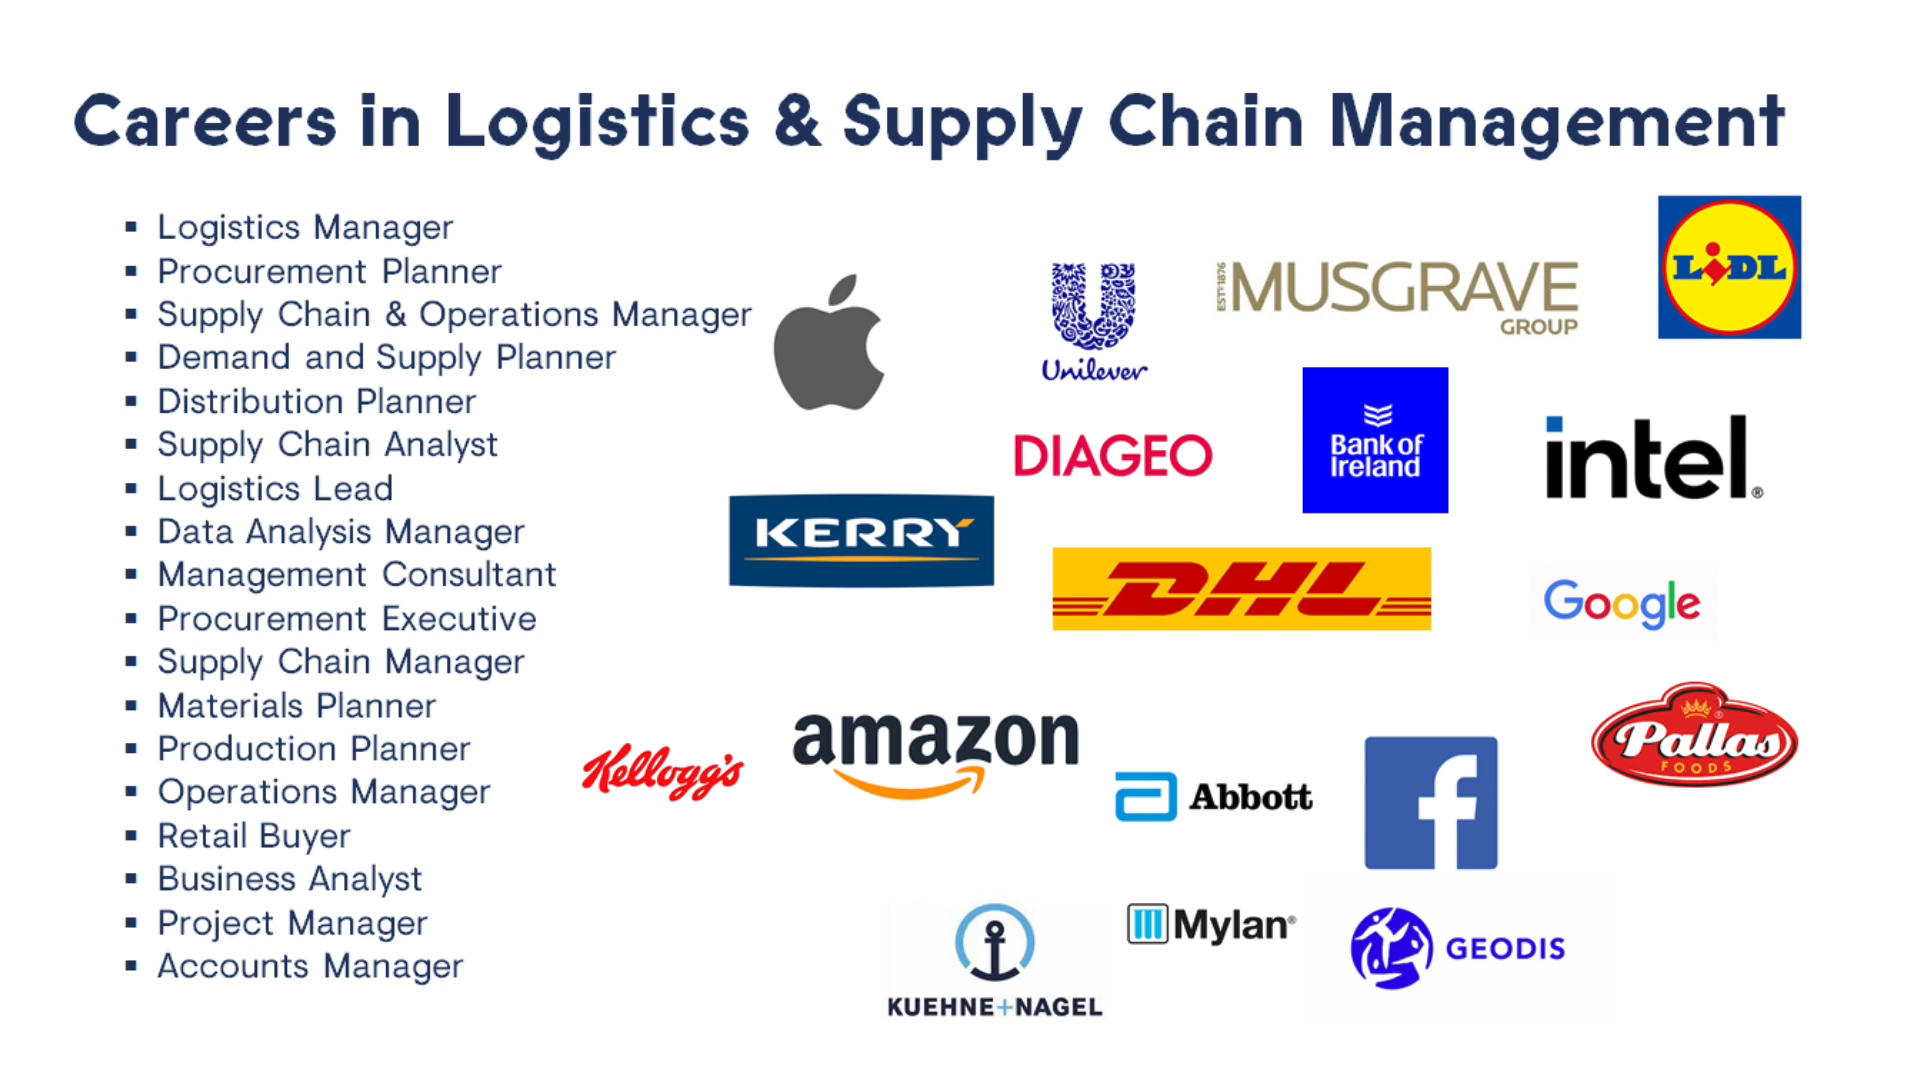 Careers in Logistics & Supply Chain Management
▪ Logistics Manager
▪ Procurement Planner
▪ Supply Chain & Operations Manager
▪ Demand and Supply Planner
▪ Distribution Planner
▪ Supply Chain Analyst
▪ Logistics Lead
▪ Data Analysis Manager
▪ Management Consultant
▪ Procurement Executive
▪ Supply Chain Manager
▪ Materials Planner
▪ Production Planner
▪ Operations Manager
▪ Retail Buyer
▪ Business Analyst
▪ Project Manager
▪ Accounts Manager
Unilever
EST·1876
MUSGRAVE
GROUP
LIDL
DIAGEO
Bank of
Ireland
intel®
KERRY
DHL
Google
Kellogg's
amazon
Abbott
f
Pallas®
FOODS
KUEHNE+NAGEL
Mylan®
GEODIS